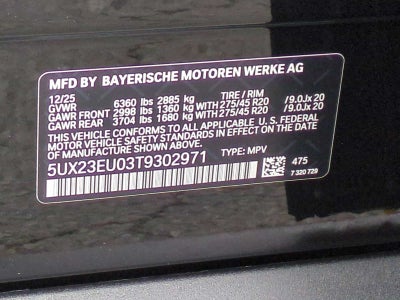 MFD BY BAYERISCHE MOTOREN WERKE AG
12/25
GVWR 6360 lbs 2885 kg TIRE / RIM
GAWR FRONT 2998 lbs 1360 kg WITH 275/45 R20 /9.0Jx 20
GAWR REAR 3704 lbs 1680 kg WITH 275/45 R20 /9.0Jx 20
THIS VEHICLE CONFORMS TO ALL APPLICABLE U.S. FEDERAL
MOTOR VEHICLE SAFETY STANDARDS IN EFFECT ON THE DATE
OF MANUFACTURE SHOWN ABOVE.
5UX23EU03T9302971 TYPE: MPV
475
7 320 729